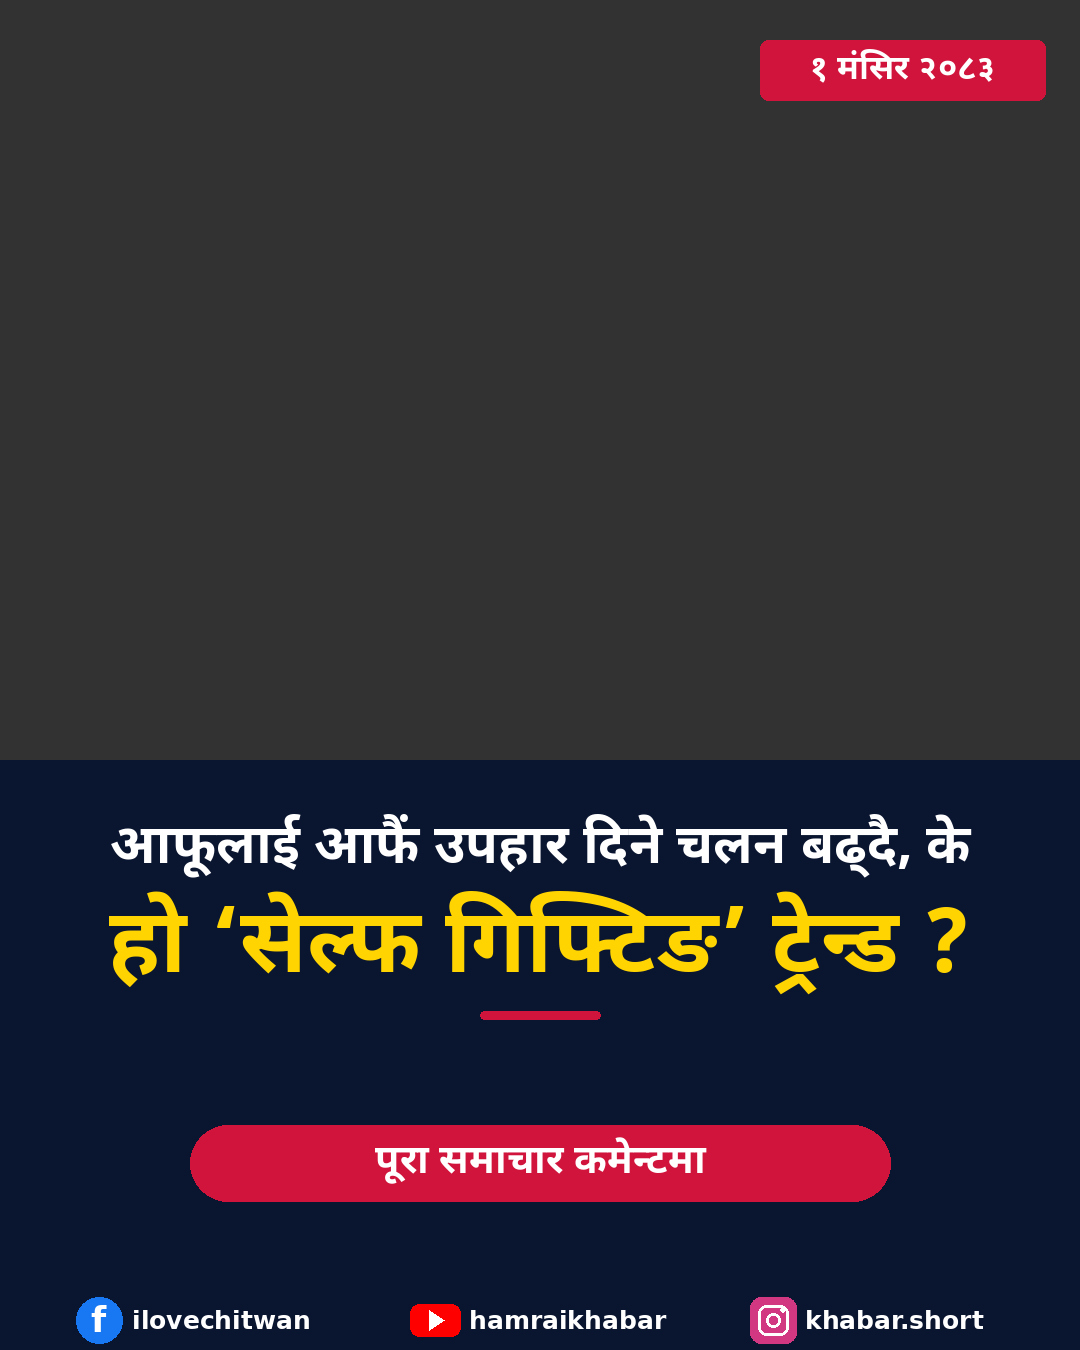 १ मंसिर २०८३
आफूलाई आफैं उपहार दिने चलन बढ्दै, के
हो ‘सेल्फ गिफ्टिङ’ ट्रेन्ड ?
पूरा समाचार कमेन्टमा
ilovechitwan hamraikhabar khabar.short